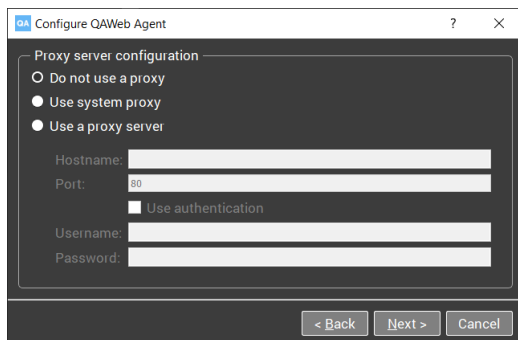 QA Configure QAWeb Agent ?
Proxy server configuration
Do not use a proxy
Use system proxy
Use a proxy server
Hostname:
Port: 80
Use authentication
Username:
Password:
< Back Next > Cancel